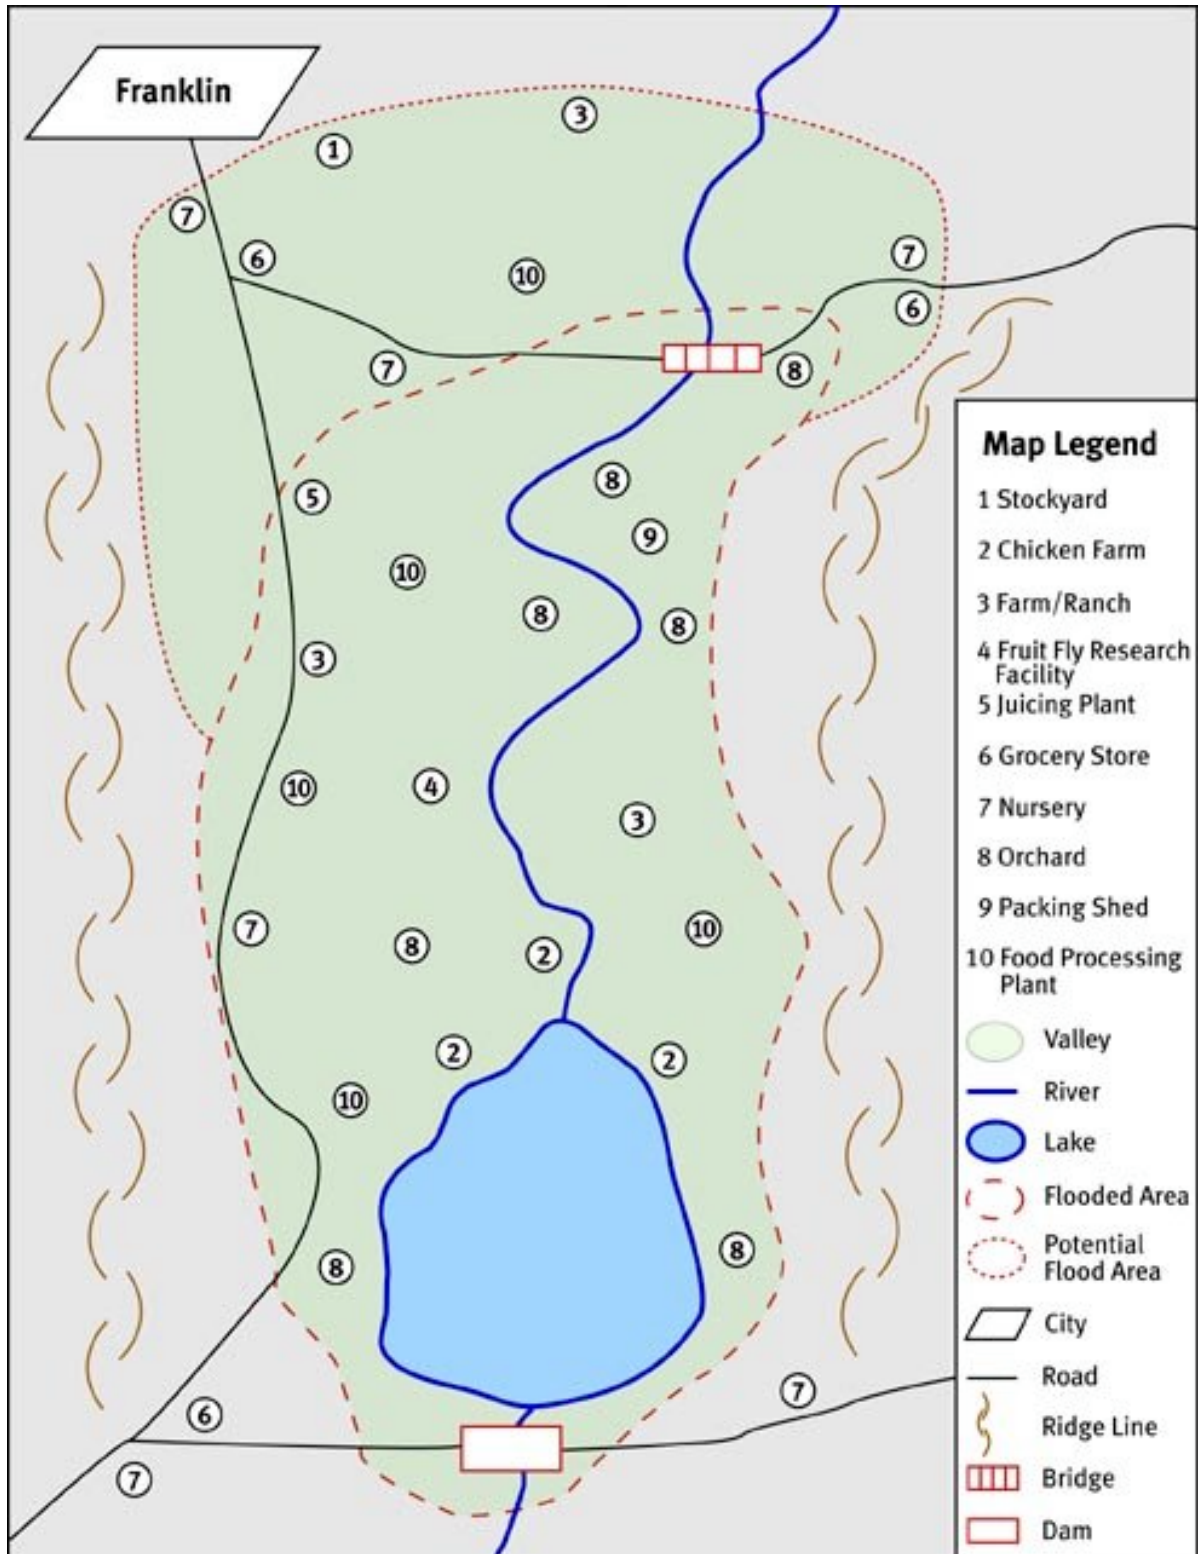 Franklin
3
1
7
6
10
7
6
7
8
5
8
9
10
8
8
3
10
4
3
7
8
2
10
2
2
10
8
8
7
6
7
Map Legend
1 Stockyard
2 Chicken Farm
3 Farm/Ranch
4 Fruit Fly Research
Facility
5 Juicing Plant
6 Grocery Store
7 Nursery
8 Orchard
9 Packing Shed
10 Food Processing
Plant
Valley
River
Lake
Flooded Area
Potential
Flood Area
City
Road
Ridge Line
Bridge
Dam